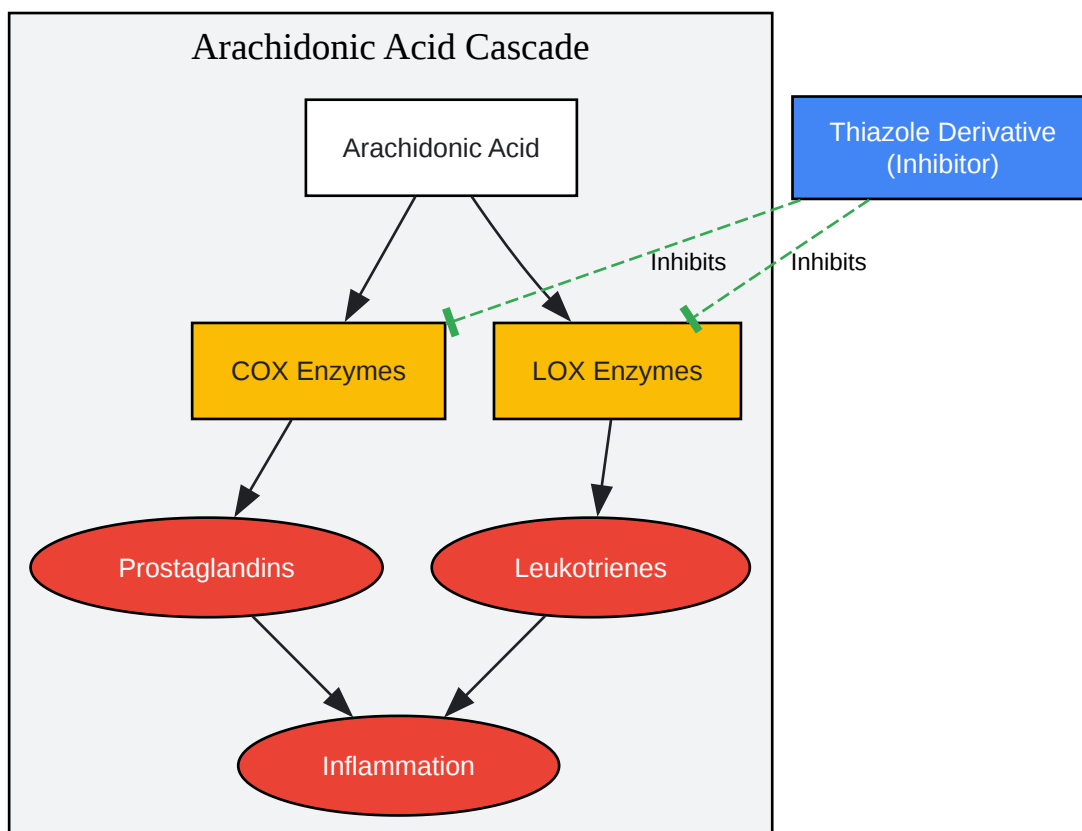 Arachidonic Acid Cascade
Arachidonic Acid
Thiazole Derivative
(Inhibitor)
Inhibits
Inhibits
COX Enzymes
LOX Enzymes
Prostaglandins
Leukotrienes
Inflammation